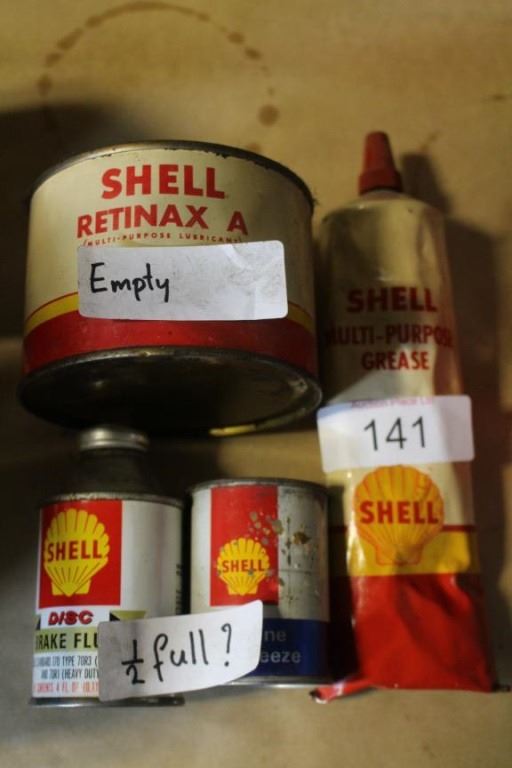 SHELL
RETINAX A
(MULTI-PURPOSE LUBRICANT)
Empty
SHELL
MULTI-PURPOSE
GREASE
141
SHELL
SHELL
DISC
BRAKE FLU
½ full?
SHELL
ne
eeze